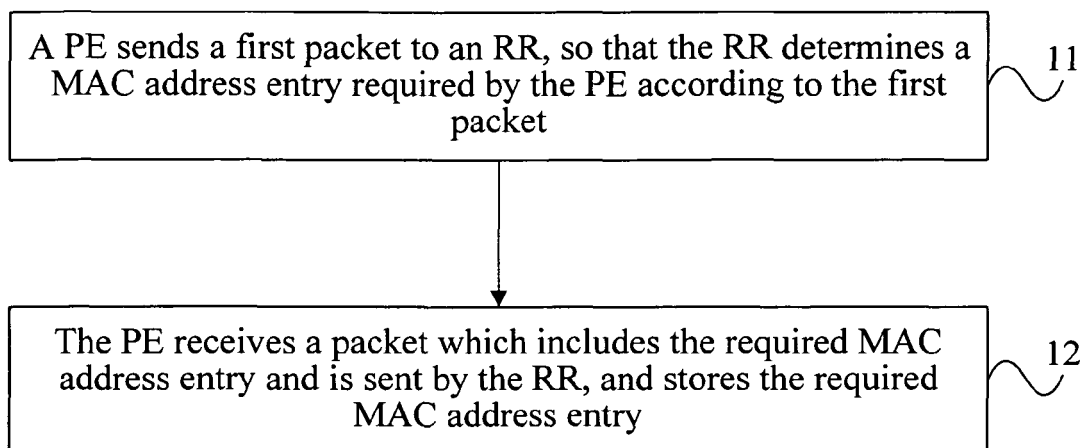 A PE sends a first packet to an RR, so that the RR determines a
MAC address entry required by the PE according to the first
packet
11
The PE receives a packet which includes the required MAC
address entry and is sent by the RR, and stores the required
MAC address entry
12